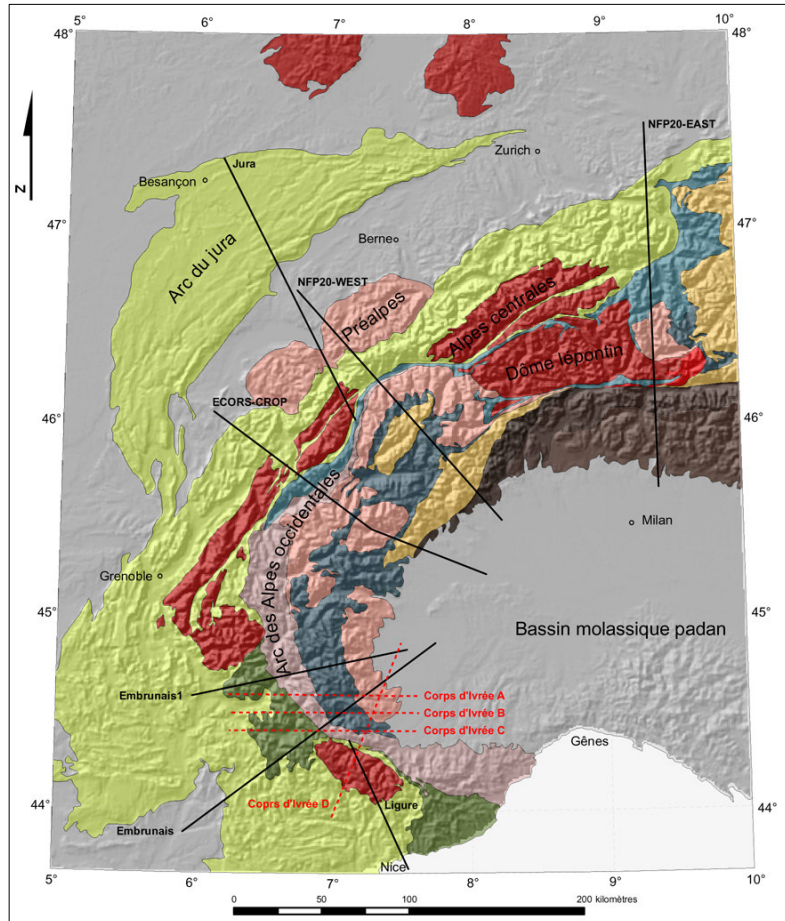 5° 6° 7° 8° 9° 10°
48° 48°
NFP20-EAST
Zurich
Jura
Besançon
N
47° 47°
Berne
Arc du jura
NFP20-WEST
Préalpes
Alpes centrales
Dôme lépontin
ECORS-CROP
46° 46°
Arc des Alpes occidentales
Milan
Grenoble
45° 45°
Bassin molassique padan
Embrunais1
Corps d'Ivrée A
Corps d'Ivrée B
Corps d'Ivrée C
Gênes
44° 44°
Coprs d'Ivrée D
Ligure
Embrunais
Nice
5° 6° 7° 8° 9° 10°
0 50 100 200 kilomètres